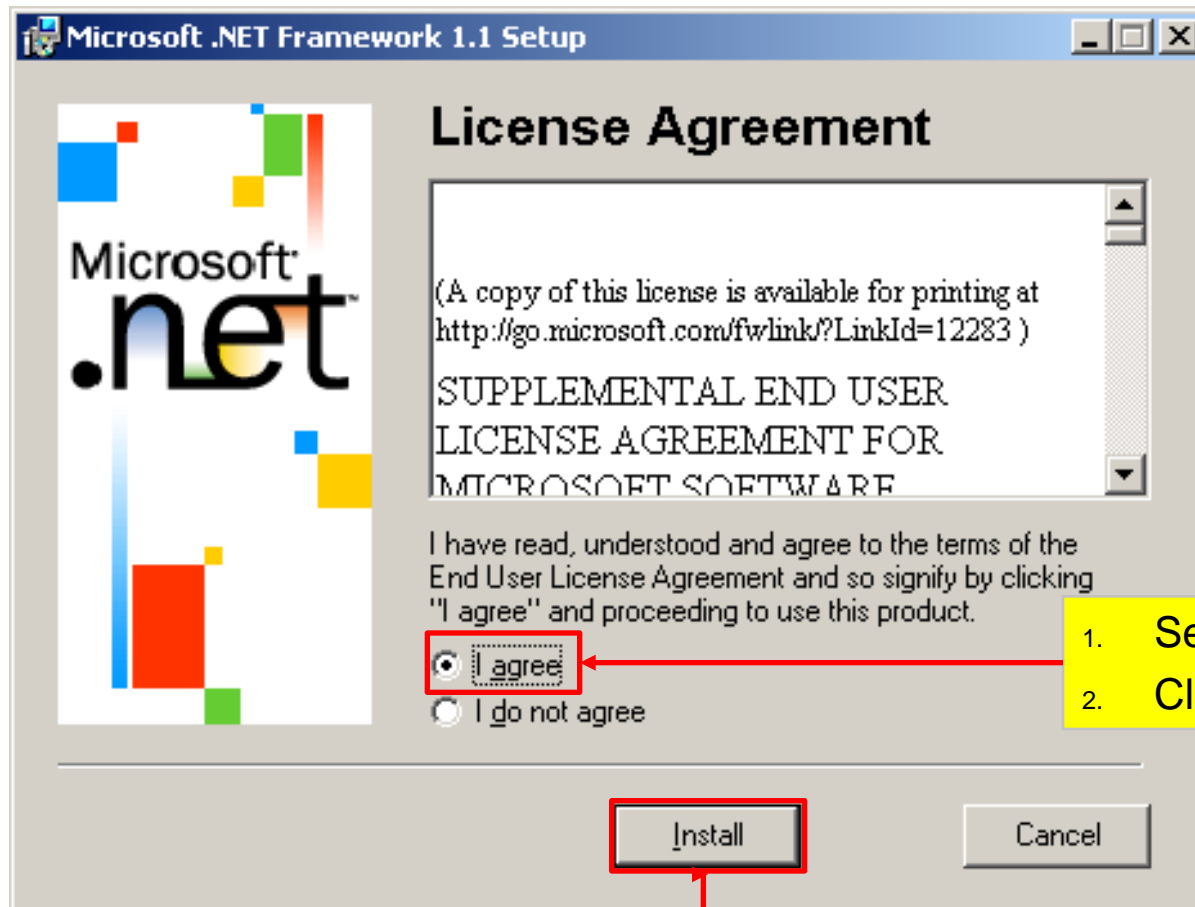 Microsoft .NET Framework 1.1 Setup
License Agreement
Microsoft
.net
(A copy of this license is available for printing at
http://go.microsoft.com/fwlink/?LinkId=12283 )
SUPPLEMENTAL END USER
LICENSE AGREEMENT FOR
MICROSOFT SOFTWARE
I have read, understood and agree to the terms of the
End User License Agreement and so signify by clicking
"I agree" and proceeding to use this product.
I agree
I do not agree
1.
2.
Install
Cancel